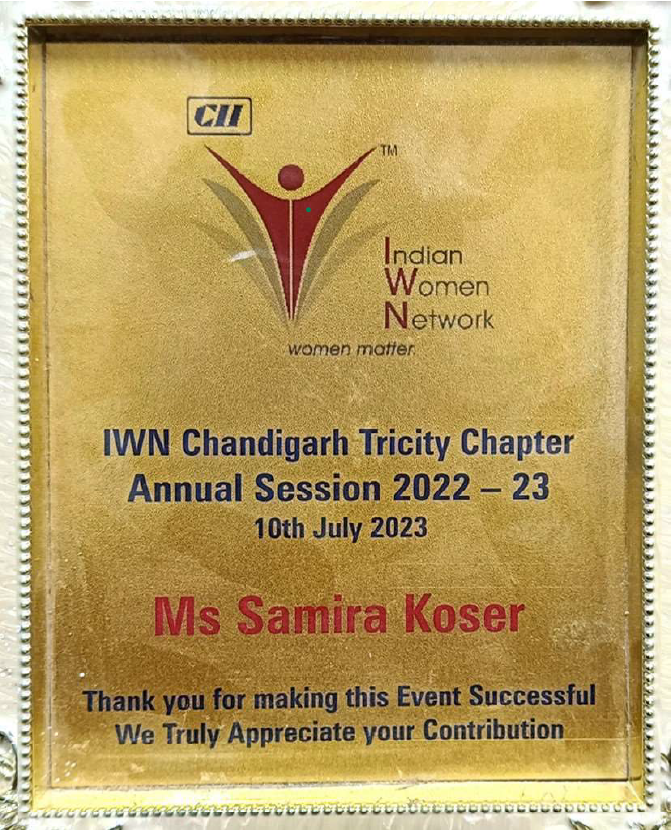 CII
TM
Indian
Women
Network
women matter.
IWN Chandigarh Tricity Chapter
Annual Session 2022 – 23
10th July 2023
Ms Samira Koser
Thank you for making this Event Successful
We Truly Appreciate your Contribution